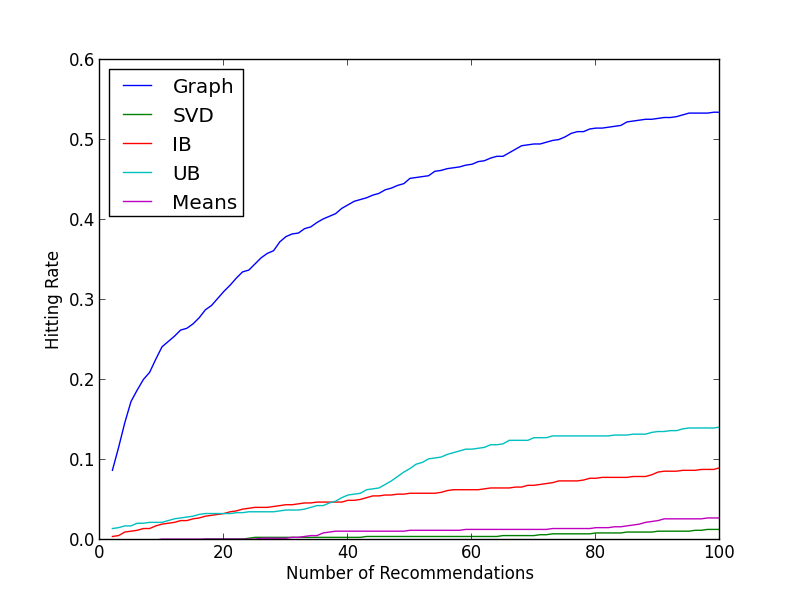 0.6
0.5
0.4
0.3
0.2
0.1
0.0
Hitting Rate
Graph
SVD
IB
UB
Means
0 20 40 60 80 100
Number of Recommendations